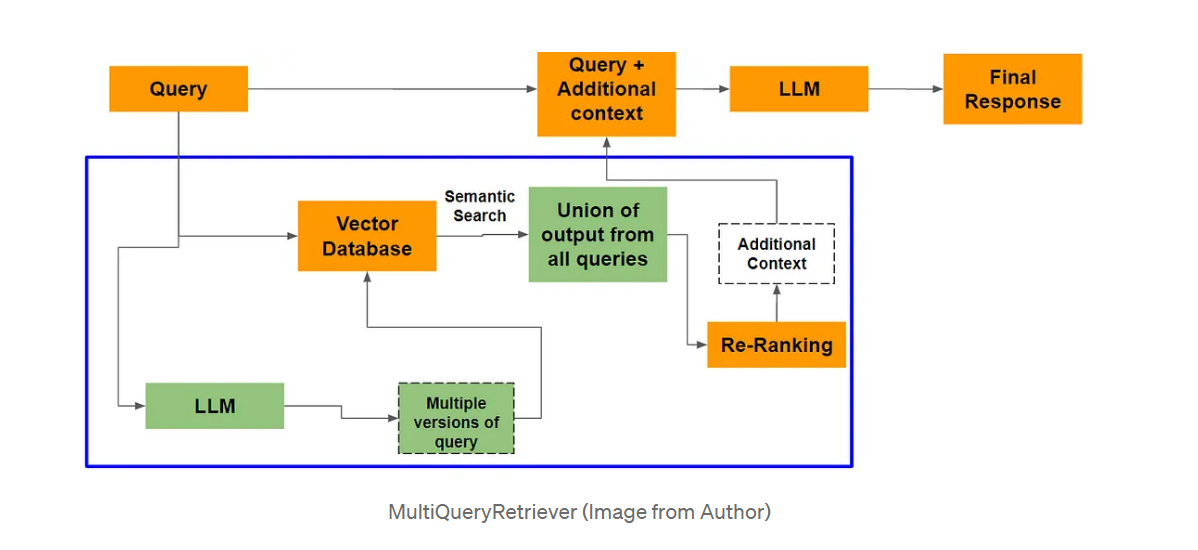 Query
Query +
Additional
context
LLM
Final
Response
Vector
Database
Semantic
Search
Union of
output from
all queries
Additional
Context
Re-Ranking
LLM
Multiple
versions of
query
MultiQueryRetriever (Image from Author)